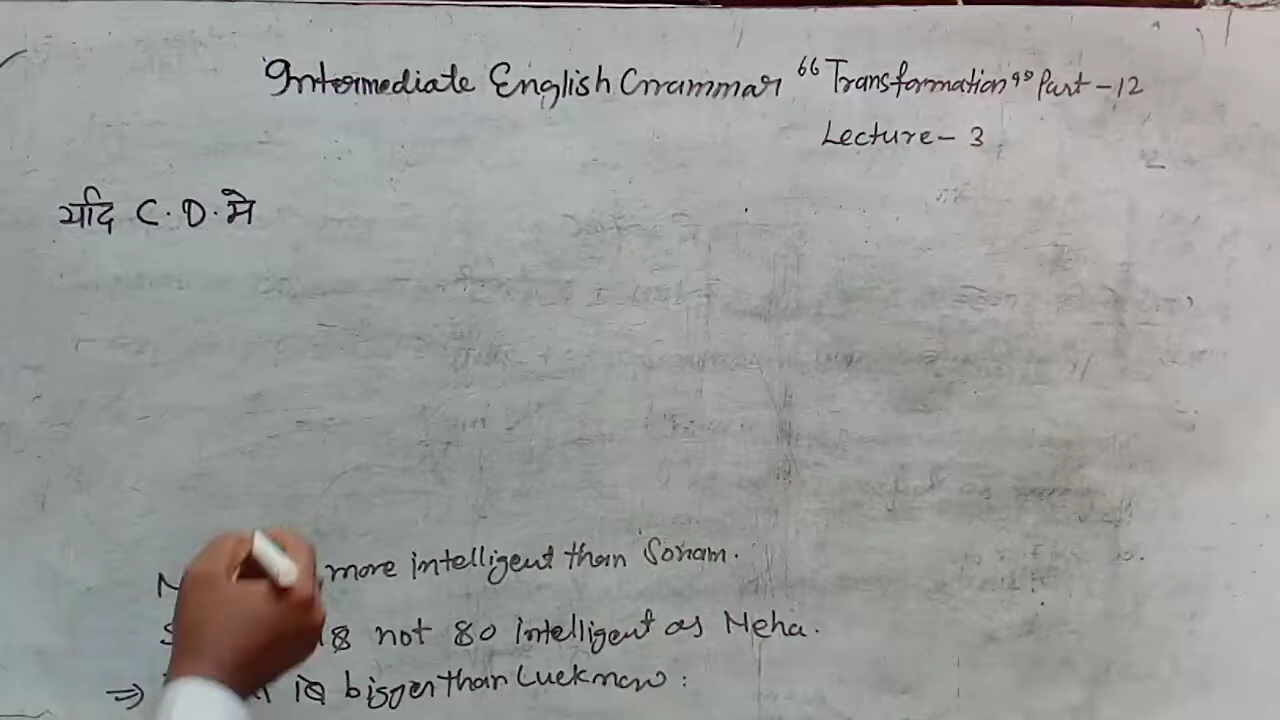 Intermediate English Grammar "Transformation" Part-12
Lecture-3
यदि C.D. मे
more intelligent than Sonam.
is not so intelligent as Neha.
⇒ is bigger than Lucknow: